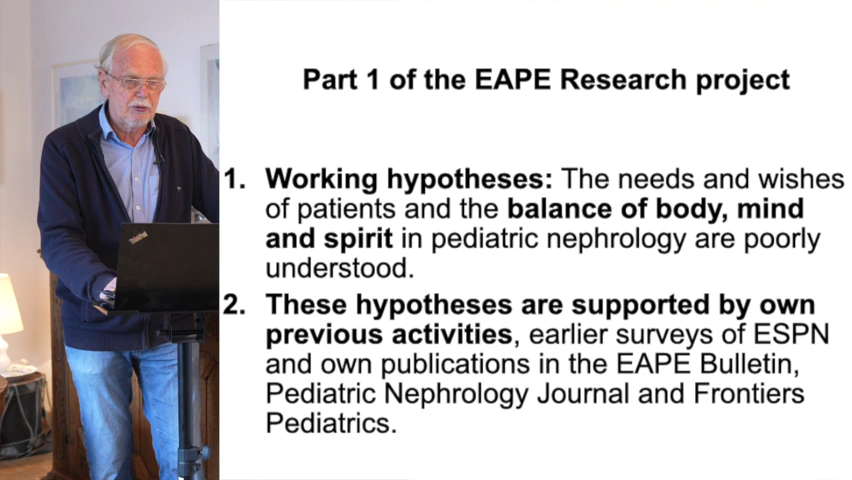 Part 1 of the EAPE Research project
1. Working hypotheses: The needs and wishes
of patients and the balance of body, mind
and spirit in pediatric nephrology are poorly
understood.
2. These hypotheses are supported by own
previous activities, earlier surveys of ESPN
and own publications in the EAPE Bulletin,
Pediatric Nephrology Journal and Frontiers
Pediatrics.
ThinkPad